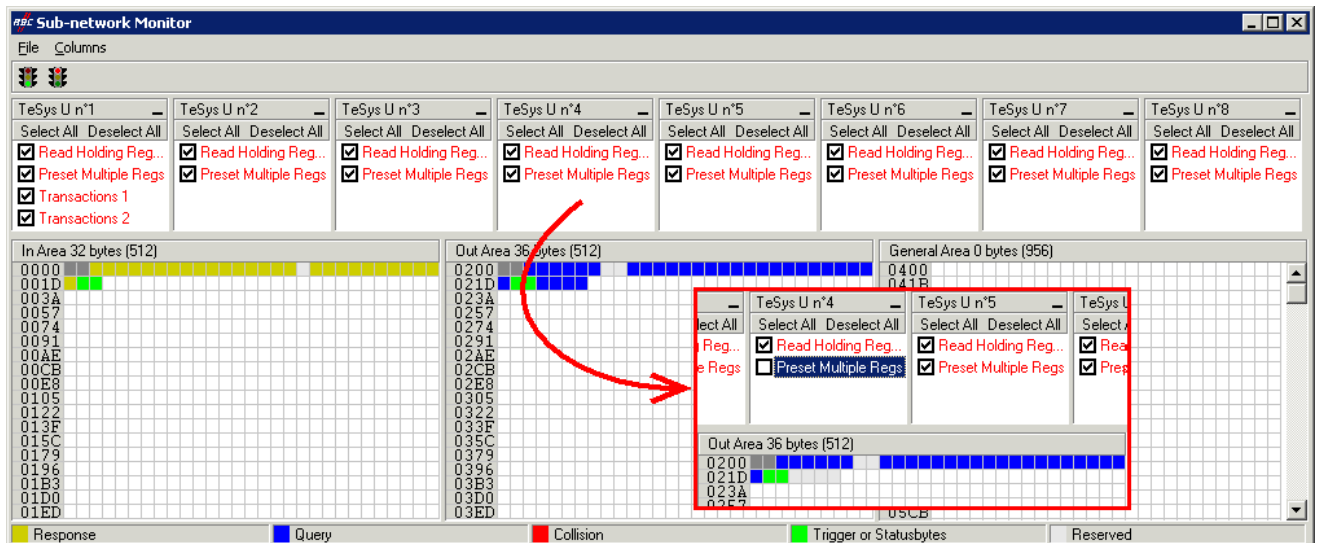 ABC Sub-network Monitor
File Columns
TeSys U n°1 TeSys U n°2 TeSys U n°3 TeSys U n°4 TeSys U n°5 TeSys U n°6 TeSys U n°7 TeSys U n°8
Select All Deselect All Select All Deselect All Select All Deselect All Select All Deselect All Select All Deselect All Select All Deselect All Select All Deselect All Select All Deselect All
Read Holding Reg... Read Holding Reg... Read Holding Reg... Read Holding Reg... Read Holding Reg... Read Holding Reg... Read Holding Reg... Read Holding Reg...
Preset Multiple Regs Preset Multiple Regs Preset Multiple Regs Preset Multiple Regs Preset Multiple Regs Preset Multiple Regs Preset Multiple Regs Preset Multiple Regs
Transactions 1
Transactions 2
In Area 32 bytes (512) Out Area 36 bytes (512) General Area 0 bytes (956)
0000 0200 0400
001D 021D 041B
003A 023A
0057 0257
0074 0274
0091 0291
00AE 02AE
00CB 02CB
00E8 02E8
0105 0305
0122 0322
013F 033F
015C 035C
0179 0379
0196 0396
01B3 03B3
01D0 03D0
01ED 03ED 05CB
TeSys U n°4 TeSys U n°5 TeSys U
lect All Select All Deselect All Select All Deselect All Select A
Reg... Read Holding Reg... Read Holding Reg... Rea
e Regs Preset Multiple Regs Preset Multiple Regs Pres
Out Area 36 bytes (512)
0200
021D
023A
0257
Response Query Collision Trigger or Statusbytes Reserved